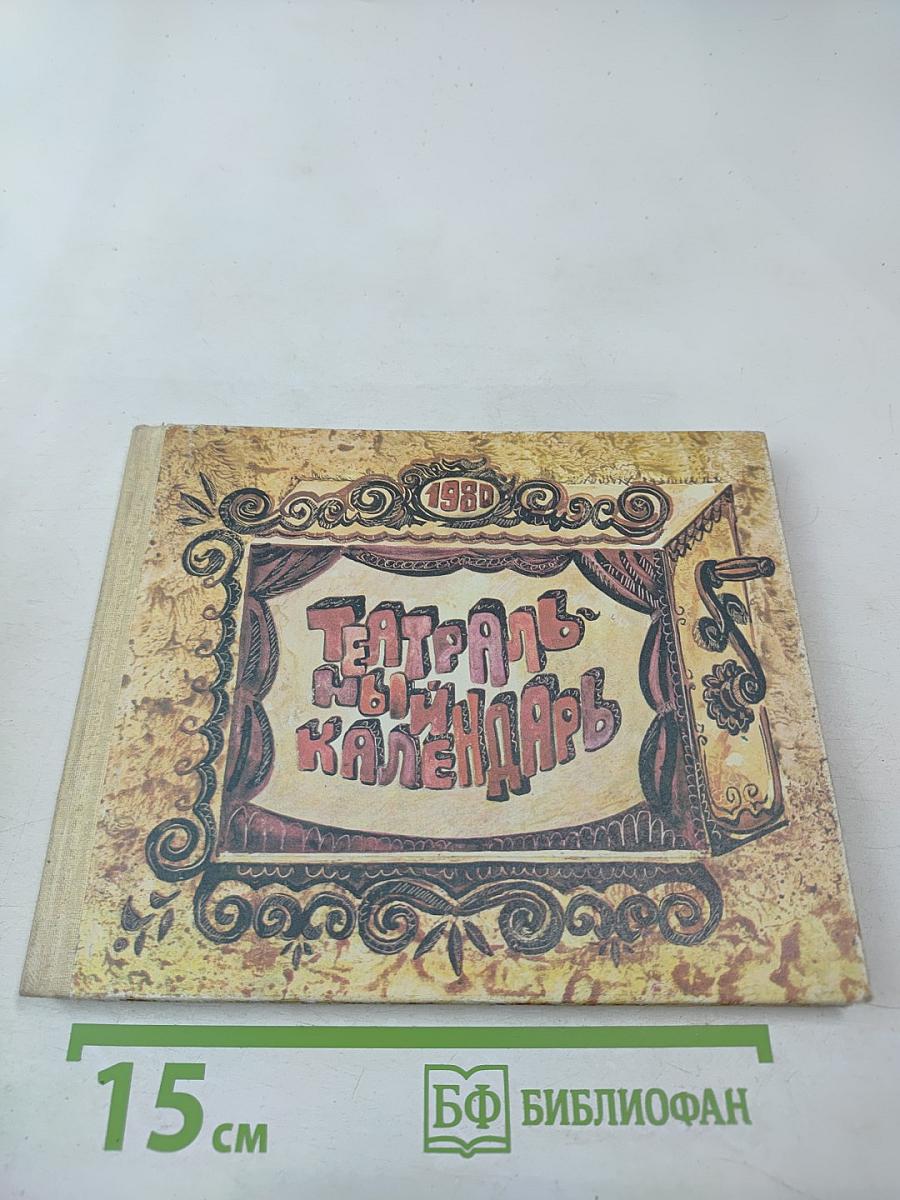 1980
ТЕАТРАЛЬ-
НЫЙ
КАЛЕНДАРЬ
15 см
БФ БИБЛИОФАН